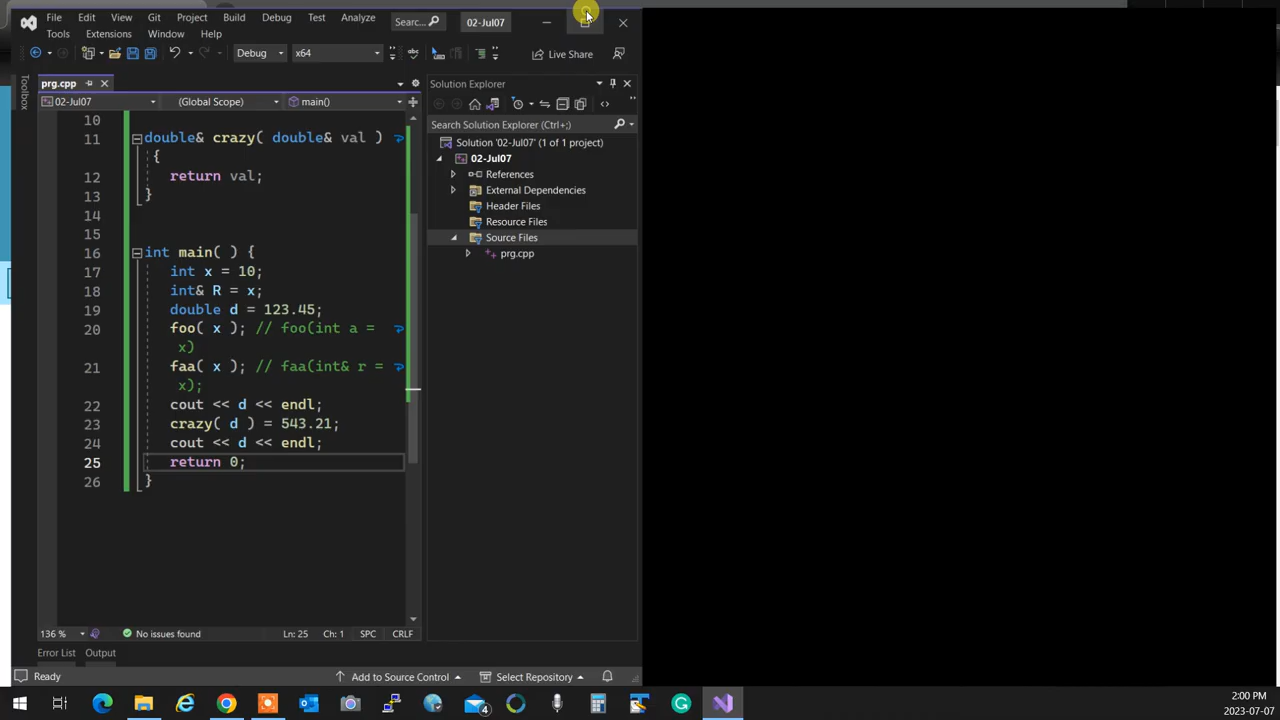 File Edit View Git Project Build Debug Test Analyze Searc... 02-Jul07
Tools Extensions Window Help
Debug x64 Live Share
Toolbox
prg.cpp
02-Jul07 (Global Scope) main()
10
11 double& crazy( double& val )
{
12 return val;
13 }
14
15
16 int main( ) {
17 int x = 10;
18 int& R = x;
19 double d = 123.45;
20 foo( x ); // foo(int a =
x)
21 faa( x ); // faa(int& r =
x);
22 cout << d << endl;
23 crazy( d ) = 543.21;
24 cout << d << endl;
25 return 0;
26 }
136 % No issues found Ln: 25 Ch: 1 SPC CRLF
Solution Explorer
Search Solution Explorer (Ctrl+;)
Solution '02-Jul07' (1 of 1 project)
02-Jul07
References
External Dependencies
Header Files
Resource Files
Source Files
prg.cpp
Error List Output
Ready Add to Source Control Select Repository
4
2:00 PM
2023-07-07